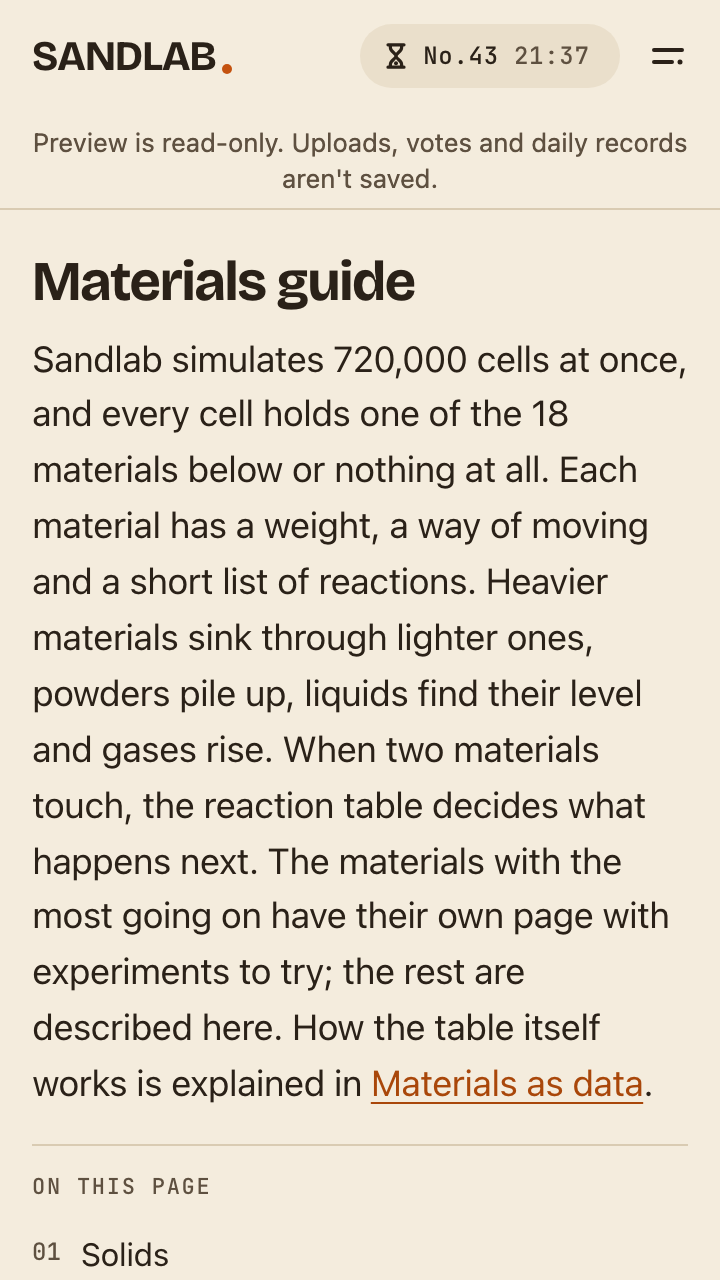 SANDLAB.
No.43 21:37
Preview is read-only. Uploads, votes and daily records
aren't saved.
Materials guide
Sandlab simulates 720,000 cells at once,
and every cell holds one of the 18
materials below or nothing at all. Each
material has a weight, a way of moving
and a short list of reactions. Heavier
materials sink through lighter ones,
powders pile up, liquids find their level
and gases rise. When two materials
touch, the reaction table decides what
happens next. The materials with the
most going on have their own page with
experiments to try; the rest are
described here. How the table itself
works is explained in Materials as data.
ON THIS PAGE
01 Solids